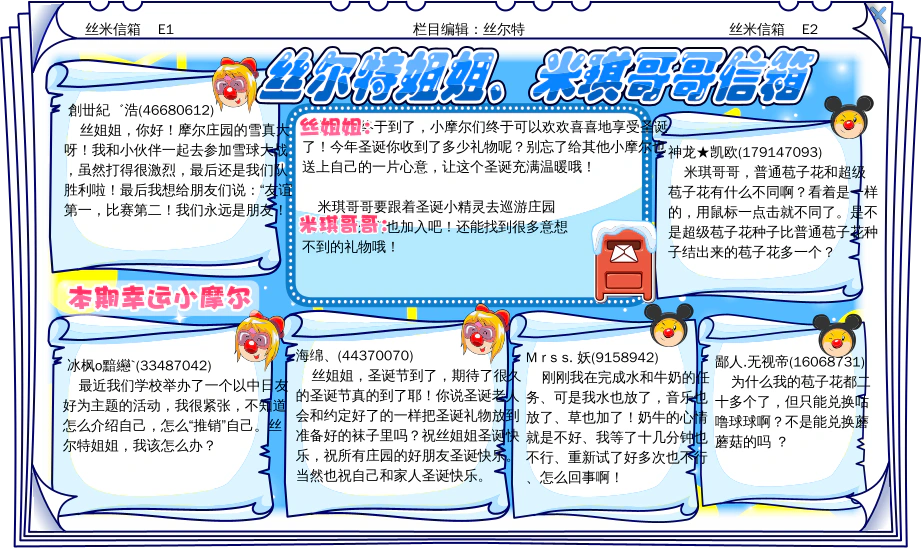 丝米信箱 E1
栏目编辑：丝尔特
丝米信箱 E2
丝尔特姐姐。米琪哥哥信箱
創丗紀゛浩(46680612)
丝姐姐，你好！摩尔庄园的雪真大
呀！我和小伙伴一起去参加雪球大战
，虽然打得很激烈，最后还是我们队
胜利啦！最后我想给朋友们说：“友谊
第一，比赛第二！我们永远是朋友！
丝姐姐:
终于到了，小摩尔们终于可以欢欢喜喜地享受圣诞
了！今年圣诞你收到了多少礼物呢？别忘了给其他小摩尔也
送上自己的一片心意，让这个圣诞充满温暖哦！
米琪哥哥要跟着圣诞小精灵去巡游庄园
米琪哥哥:
也加入吧！还能找到很多意想
不到的礼物哦！
神龙★凯欧(179147093)
米琪哥哥，普通苞子花和超级
苞子花有什么不同啊？看着是一样
的，用鼠标一点击就不同了。是不
是超级苞子花种子比普通苞子花种
子结出来的苞子花多一个？
本期幸运小摩尔
冰枫o黯纞`(33487042)
最近我们学校举办了一个以中日友
好为主题的活动，我很紧张，不知道
怎么介绍自己，怎么“推销”自己。丝
尔特姐姐，我该怎么办？
海绵、(44370070)
丝姐姐，圣诞节到了，期待了很久
的圣诞节真的到了耶！你说圣诞老人
会和约定好了的一样把圣诞礼物放到
准备好的袜子里吗？祝丝姐姐圣诞快
乐，祝所有庄园的好朋友圣诞快乐。
当然也祝自己和家人圣诞快乐。
Mｒｓｓ. 妖(9158942)
刚刚我在完成水和牛奶的任
务、可是我水也放了，音乐也
放了、草也加了！奶牛的心情
就是不好、我等了十几分钟也
不行、重新试了好多次也不行
、怎么回事啊！
鄙人.无视帝(16068731)
为什么我的苞子花都二
十多个了，但只能兑换咕
噜球球啊？不是能兑换蘑
蘑菇的吗 ？